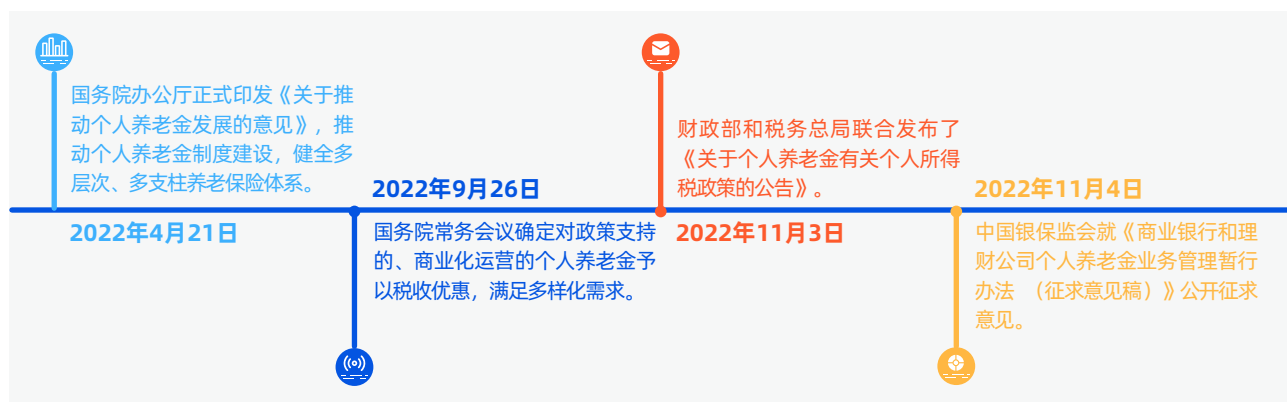 国务院办公厅正式印发《关于推
动个人养老金发展的意见》，推
动个人养老金制度建设，健全多
层次、多支柱养老保险体系。
2022年4月21日
2022年9月26日
国务院常务会议确定对政策支持
的、商业化运营的个人养老金予
以税收优惠，满足多样化需求。
财政部和税务总局联合发布了
《关于个人养老金有关个人所得
税政策的公告》。
2022年11月3日
2022年11月4日
中国银保监会就《商业银行和理
财公司个人养老金业务管理暂行
办法 （征求意见稿）》公开征求
意见。